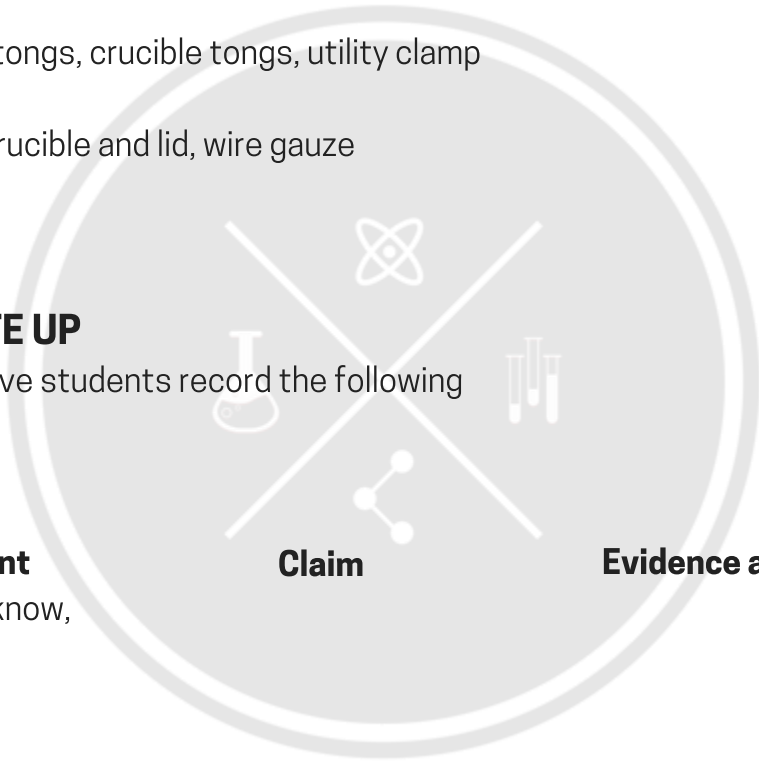 tongs, crucible tongs, utility clamp
rucible and lid, wire gauze
TE UP
ve students record the following
nt Claim Evidence a
know,